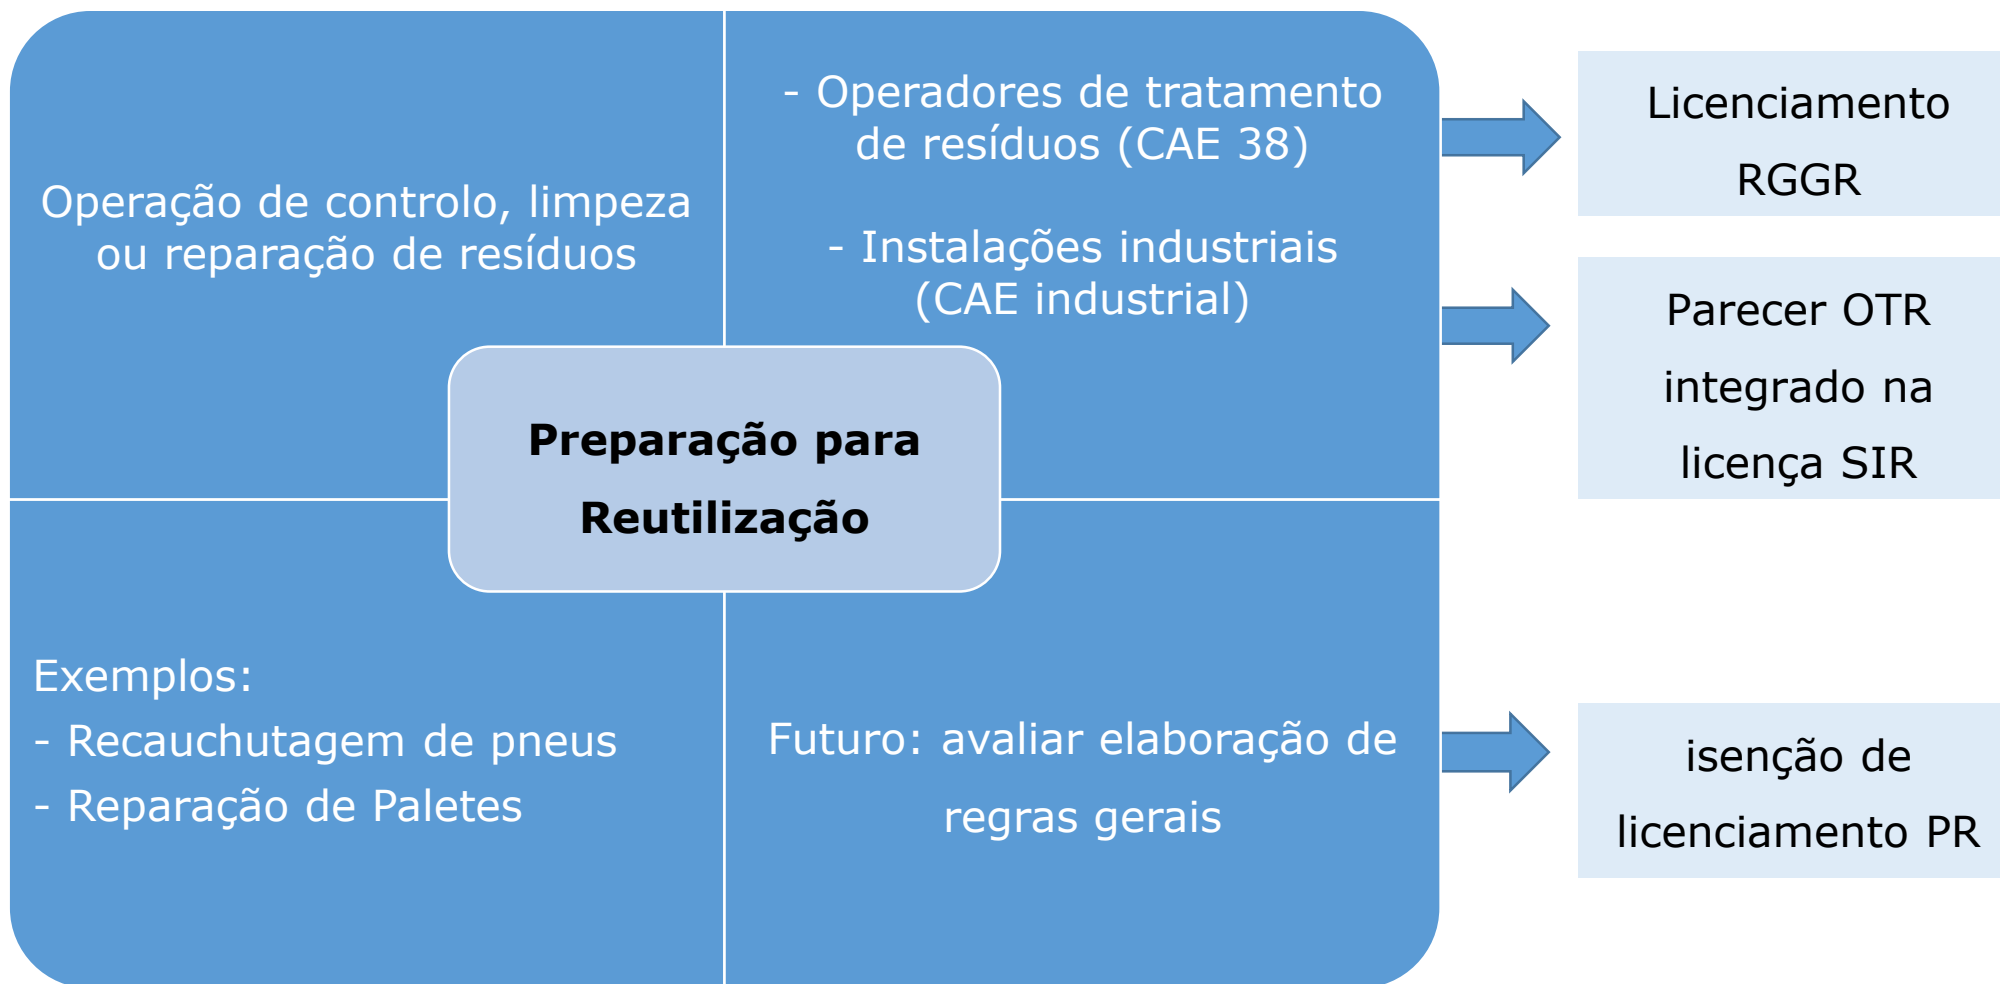 Operação de controlo, limpeza
ou reparação de resíduos
- Operadores de tratamento
de resíduos (CAE 38)
- Instalações industriais
(CAE industrial)
Licenciamento
RGGR
Parecer OTR
integrado na
licença SIR
Preparação para
Reutilização
Exemplos:
- Recauchutagem de pneus
- Reparação de Paletes
Futuro: avaliar elaboração de
regras gerais
isenção de
licenciamento PR